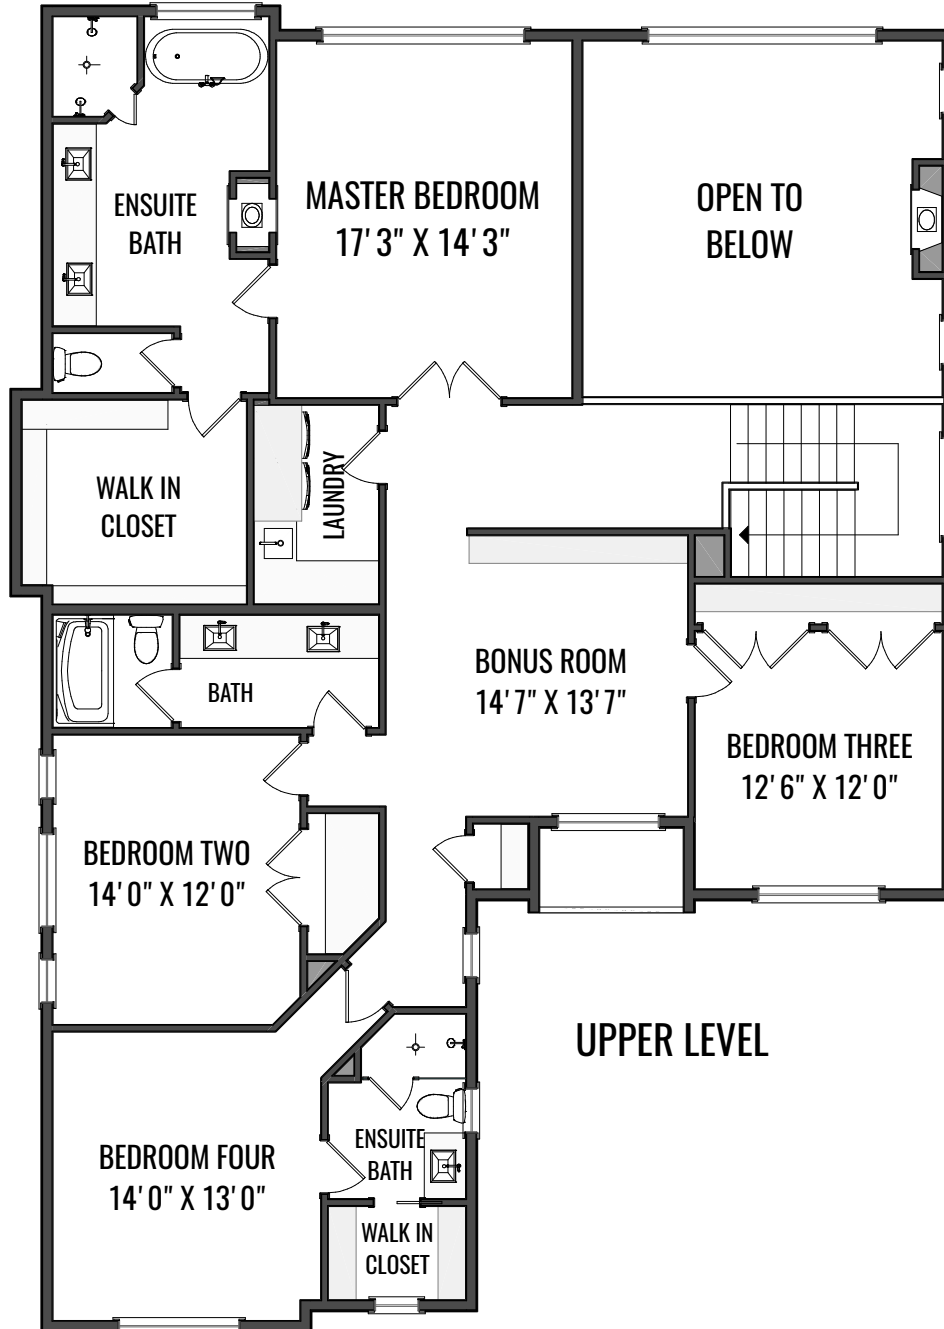 ENSUITE
BATH
MASTER BEDROOM
17' 3" X 14' 3"
OPEN TO
BELOW
WALK IN
CLOSET
LAUNDRY
BATH
BONUS ROOM
14' 7" X 13' 7"
BEDROOM THREE
12' 6" X 12' 0"
BEDROOM TWO
14' 0" X 12' 0"
UPPER LEVEL
ENSUITE
BATH
BEDROOM FOUR
14' 0" X 13' 0"
WALK IN
CLOSET